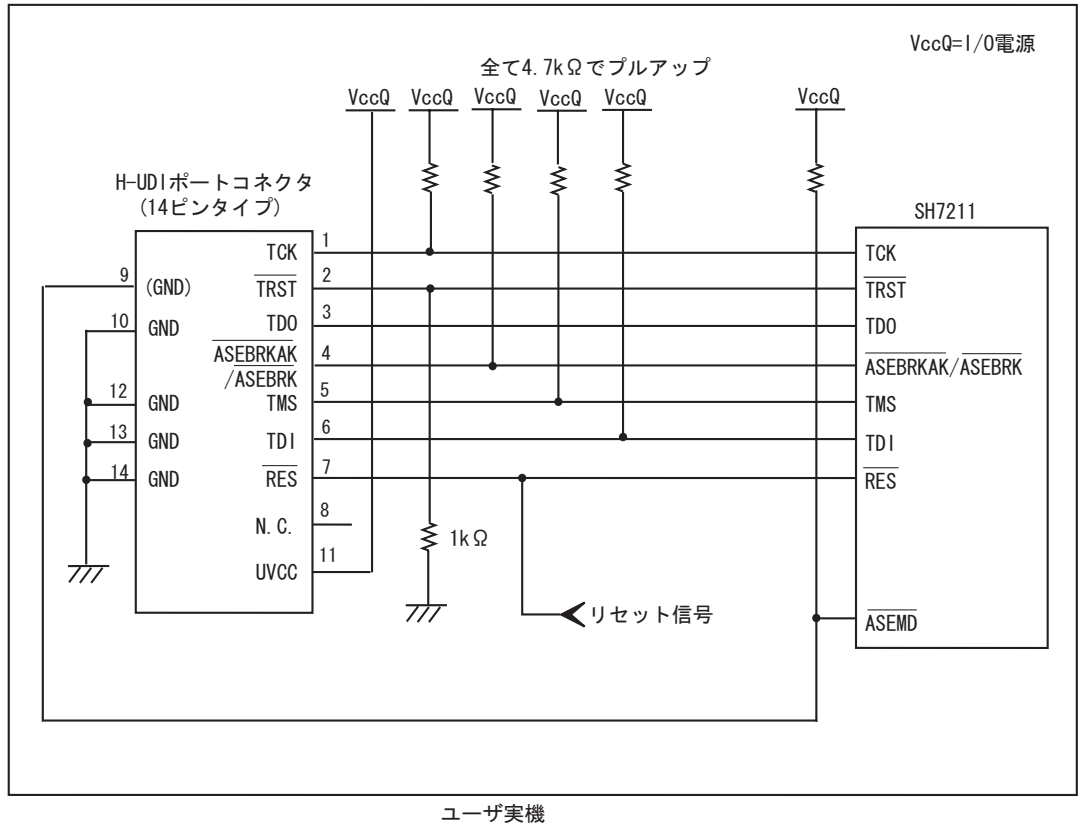 VccQ=I/O電源
全て4.7kΩでプルアップ
VccQ VccQ VccQ VccQ VccQ VccQ
H-UDIポートコネクタ
(14ピンタイプ)
SH7211
TCK 1 TCK
9 (GND) TRST 2 TRST
10 GND TDO 3 TDO
ASEBRKAK 4 ASEBRKAK/ASEBRK
/ASEBRK
12 GND TMS 5 TMS
13 GND TDI 6 TDI
14 GND RES 7 RES
N.C. 8
1kΩ
UVCC 11
リセット信号
ASEMD
ユーザ実機